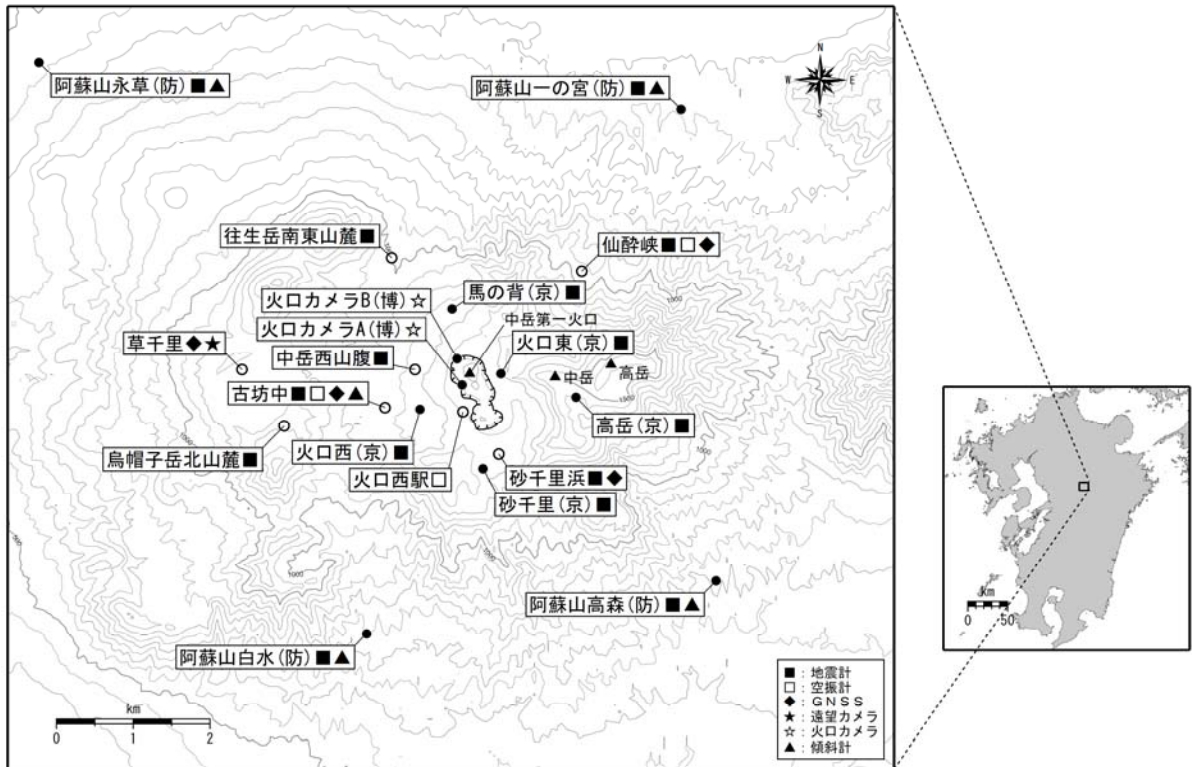 阿蘇山永草(防)■▲
阿蘇山一の宮(防)■▲
N
W E
S
往生岳南東山麓■
仙酔峡■□◆
馬の背(京)■
火口カメラB(博)☆
中岳第一火口
火口カメラA(博)☆
火口東(京)■
草千里◆★
中岳西山腹■
▲中岳
▲高岳
古坊中■□◆▲
高岳(京)■
烏帽子岳北山麓■
火口西(京)■
火口西駅□
砂千里浜■◆
砂千里(京)■
1000
1000
1000
阿蘇山高森(防)■▲
阿蘇山白水(防)■▲
km
0 1 2
■:地震計
□:空振計
◆:GNSS
★:遠望カメラ
☆:火口カメラ
▲:傾斜計
km
0 50